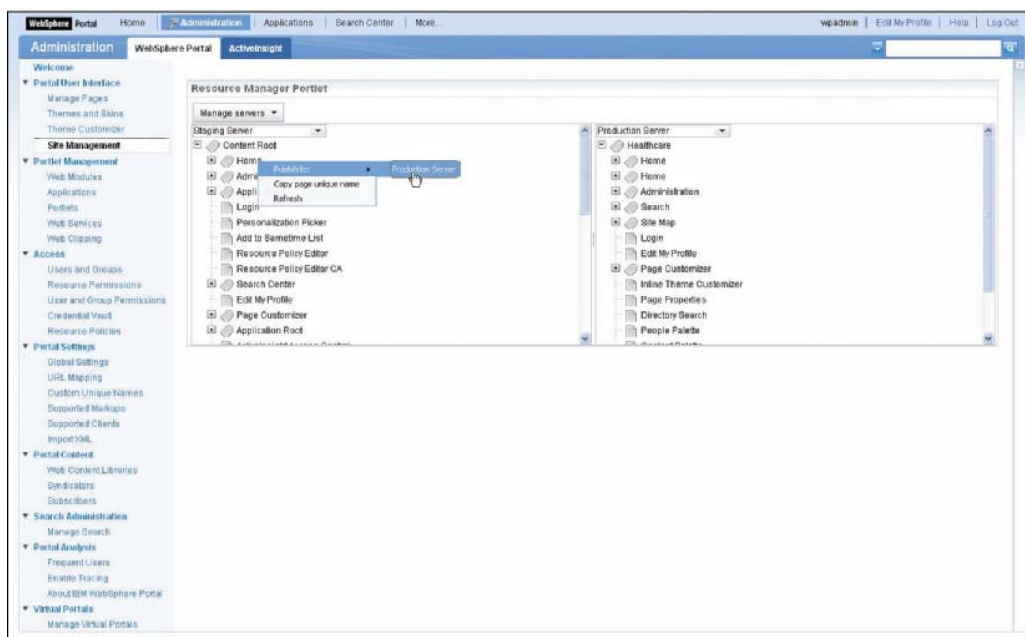 WebSphere Portal Home Administration Applications Search Center More... wpadmin Edit My Profile Help Log Out
Administration WebSphere Portal ActiveInsight
Welcome
Portal User Interface
Manage Pages
Themes and Skins
Theme Customizer
Site Management
Portlet Management
Web Modules
Applications
Portlets
Web Services
Web Clipping
Access
Users and Groups
Resource Permissions
User and Group Permissions
Credential Vault
Resource Policies
Portal Settings
Global Settings
URL Mapping
Custom Unique Names
Supported Markups
Supported Clients
Import XML
Portal Content
Web Content Libraries
Syndicators
Subscribers
Search Administration
Manage Search
Portal Analysis
Frequent Users
Enable Tracing
About IBM WebSphere Portal
Virtual Portals
Manage Virtual Portals
Resource Manager Portlet
Manage servers
Staging Server
Content Root
Home
Admi
Appli
Login
Personalization Picker
Add to Sametime List
Resource Policy Editor
Resource Policy Editor CA
Search Center
Edit My Profile
Page Customizer
Application Root
Publish to: Production Server
Copy page unique name
Refresh
Production Server
Healthcare
Home
Home
Administration
Search
Site Map
Login
Edit My Profile
Page Customizer
Inline Theme Customizer
Page Properties
Directory Search
People Palette